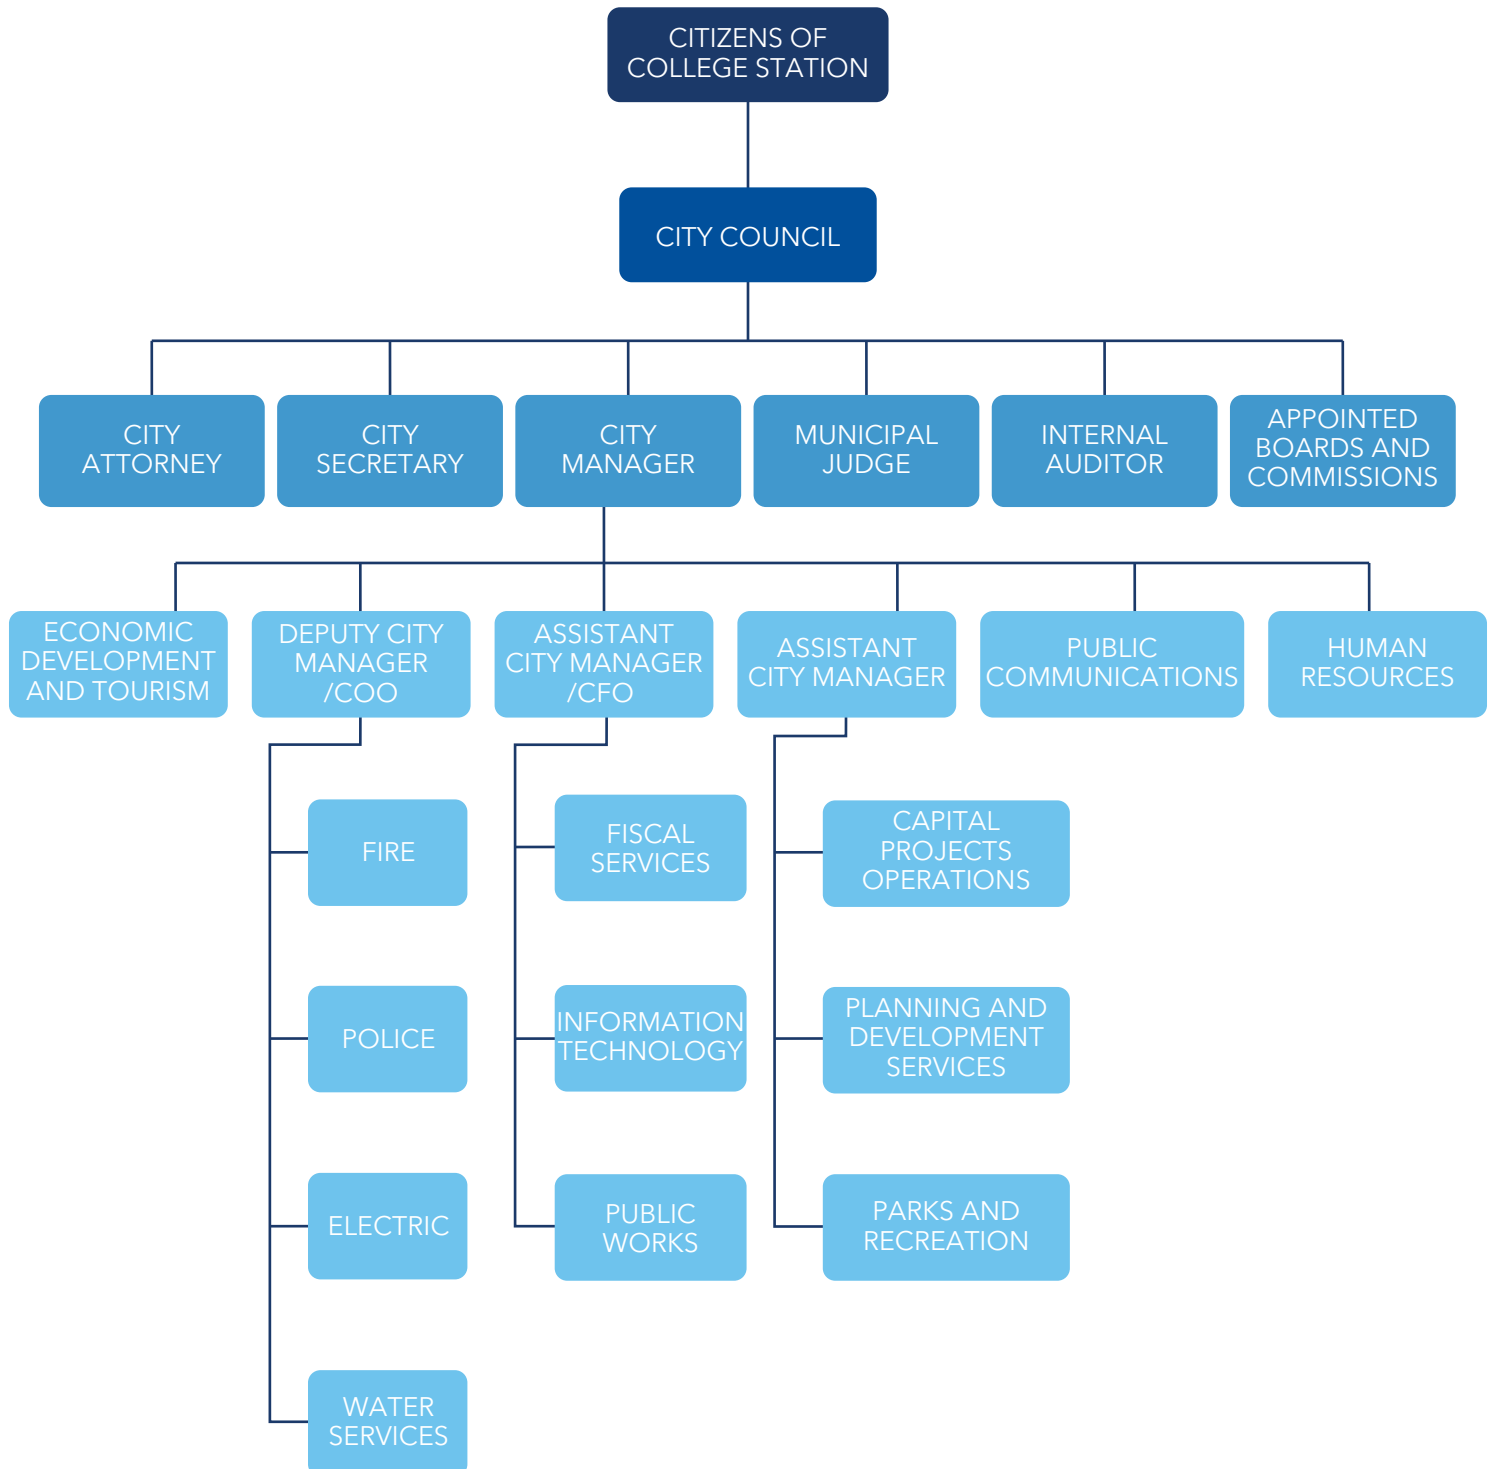 CITIZENS OF
COLLEGE STATION
CITY COUNCIL
CITY
ATTORNEY
CITY
SECRETARY
CITY
MANAGER
MUNICIPAL
JUDGE
INTERNAL
AUDITOR
APPOINTED
BOARDS AND
COMMISSIONS
ECONOMIC
DEVELOPMENT
AND TOURISM
DEPUTY CITY
MANAGER
/COO
ASSISTANT
CITY MANAGER
/CFO
ASSISTANT
CITY MANAGER
PUBLIC
COMMUNICATIONS
HUMAN
RESOURCES
FIRE
POLICE
ELECTRIC
WATER
SERVICES
FISCAL
SERVICES
INFORMATION
TECHNOLOGY
PUBLIC
WORKS
CAPITAL
PROJECTS
OPERATIONS
PLANNING AND
DEVELOPMENT
SERVICES
PARKS AND
RECREATION